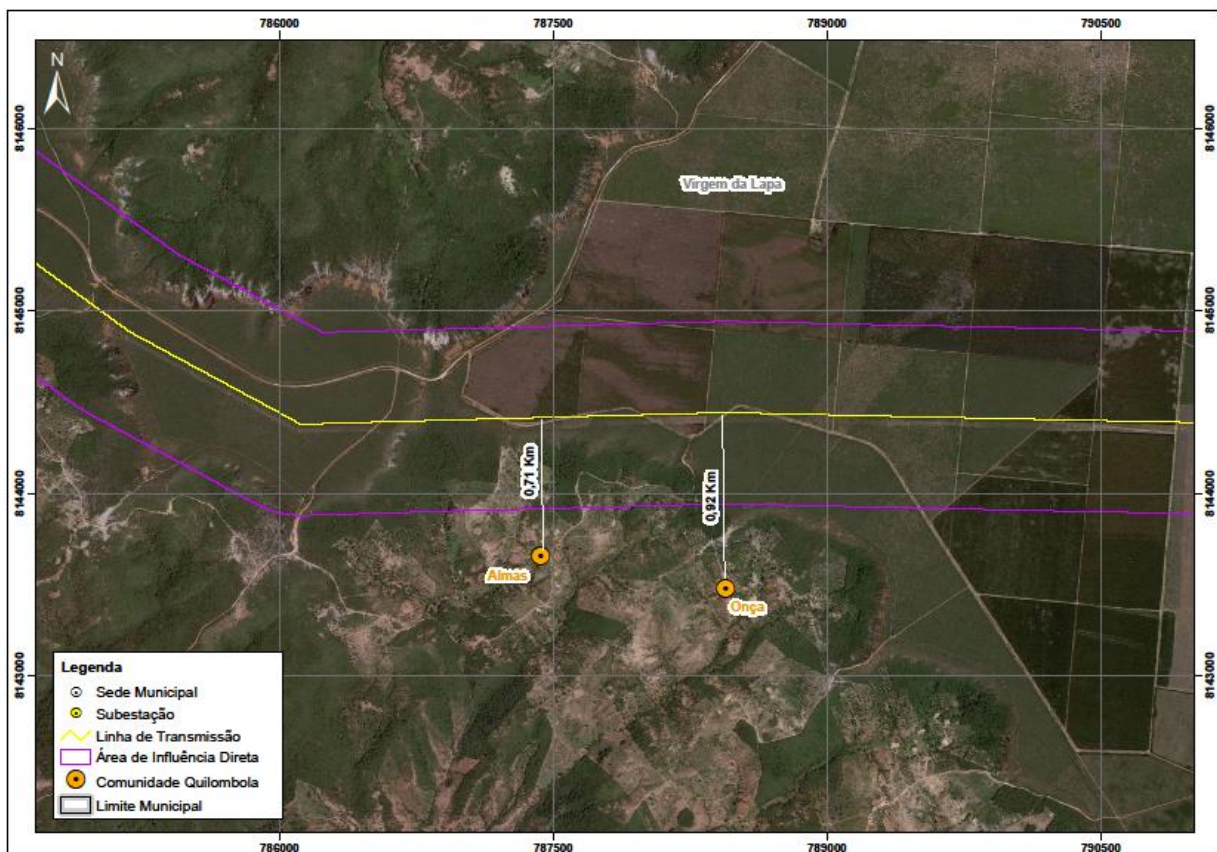 786000 787500 789000 790500
N
8146000 8146000
Virgem da Lapa
8145000 8145000
0,71 Km
0,92 Km
8144000 8144000
Almas
Onça
8143000 8143000
Legenda
Sede Municipal
Subestação
Linha de Transmissão
Área de Influência Direta
Comunidade Quilombola
Limite Municipal
786000 787500 789000 790500